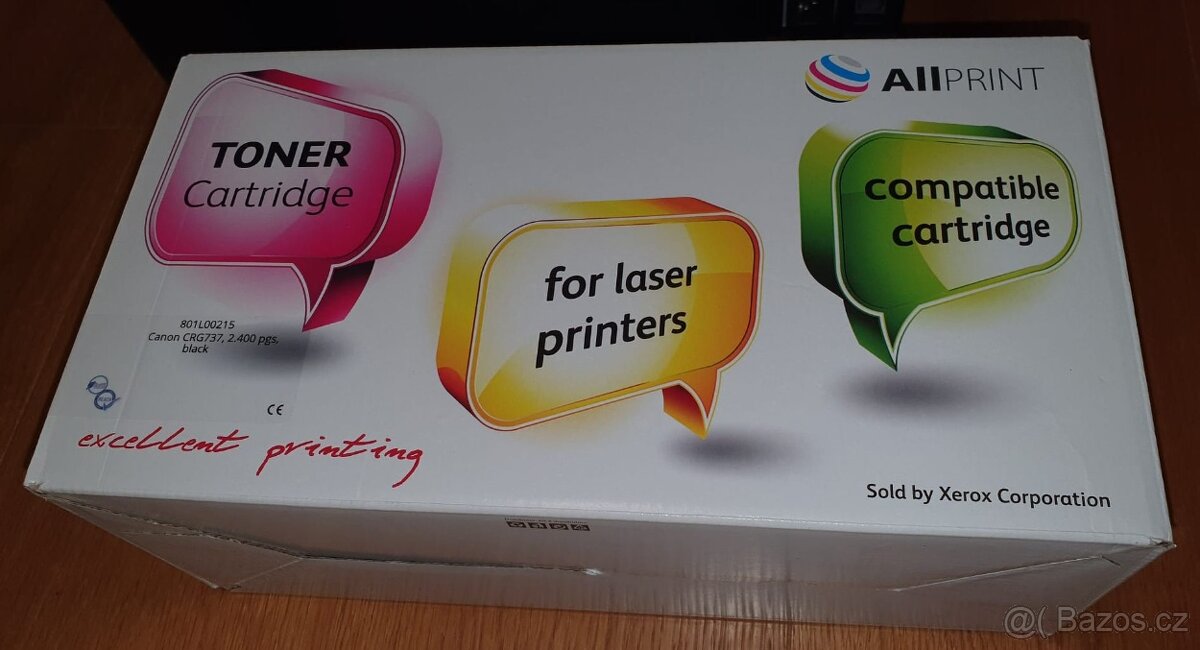 AllPRINT
TONER
Cartridge
compatible
cartridge
for laser
printers
801L00215
Canon CRG737, 2.400 pgs,
black
CE
excellent printing
Sold by Xerox Corporation
@( Bazos.cz